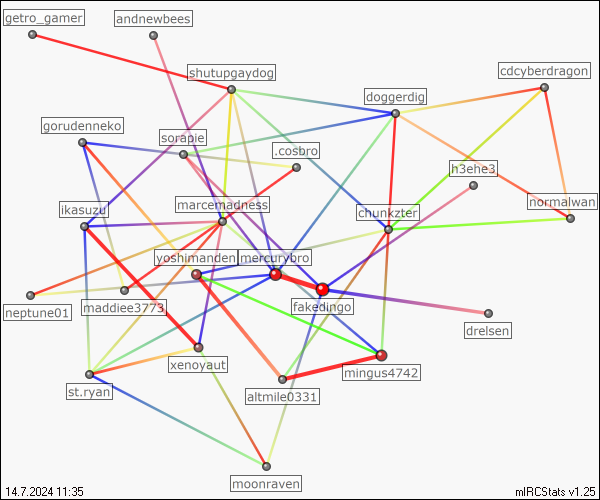 getro_gamer
andnewbees
shutupgaydog
cdcyberdragon
doggerdig
gorudenneko
sorapie
t.cosbro
h3ehe3
ikasuzu
marcemadness
normalwan
chunkzter
yoshimanden
mercurybro
neptune01
maddiee3773
fakedingo
drelsen
xenoyaut
mingus4742
st.ryan
altmile0331
moonraven
14.7.2024 11:35
mIRCStats v1.25